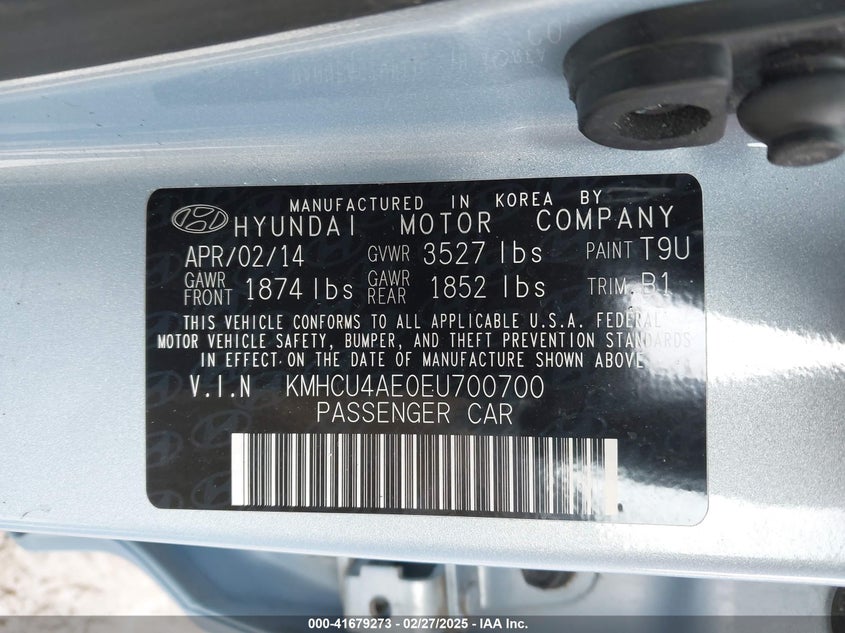 MANUFACTURED IN KOREA BY
HYUNDAI MOTOR COMPANY
APR/02/14 GVWR 3527 lbs PAINT T9U
GAWR FRONT 1874 lbs GAWR REAR 1852 lbs TRIM B1
THIS VEHICLE CONFORMS TO ALL APPLICABLE U.S.A. FEDERAL
MOTOR VEHICLE SAFETY, BUMPER, AND THEFT PREVENTION STANDARDS
IN EFFECT ON THE DATE OF MANUFACTURE SHOWN ABOVE
V.I.N KMHCU4AE0EU700700
PASSENGER CAR
000-41679273 - 02/27/2025 - IAA Inc.